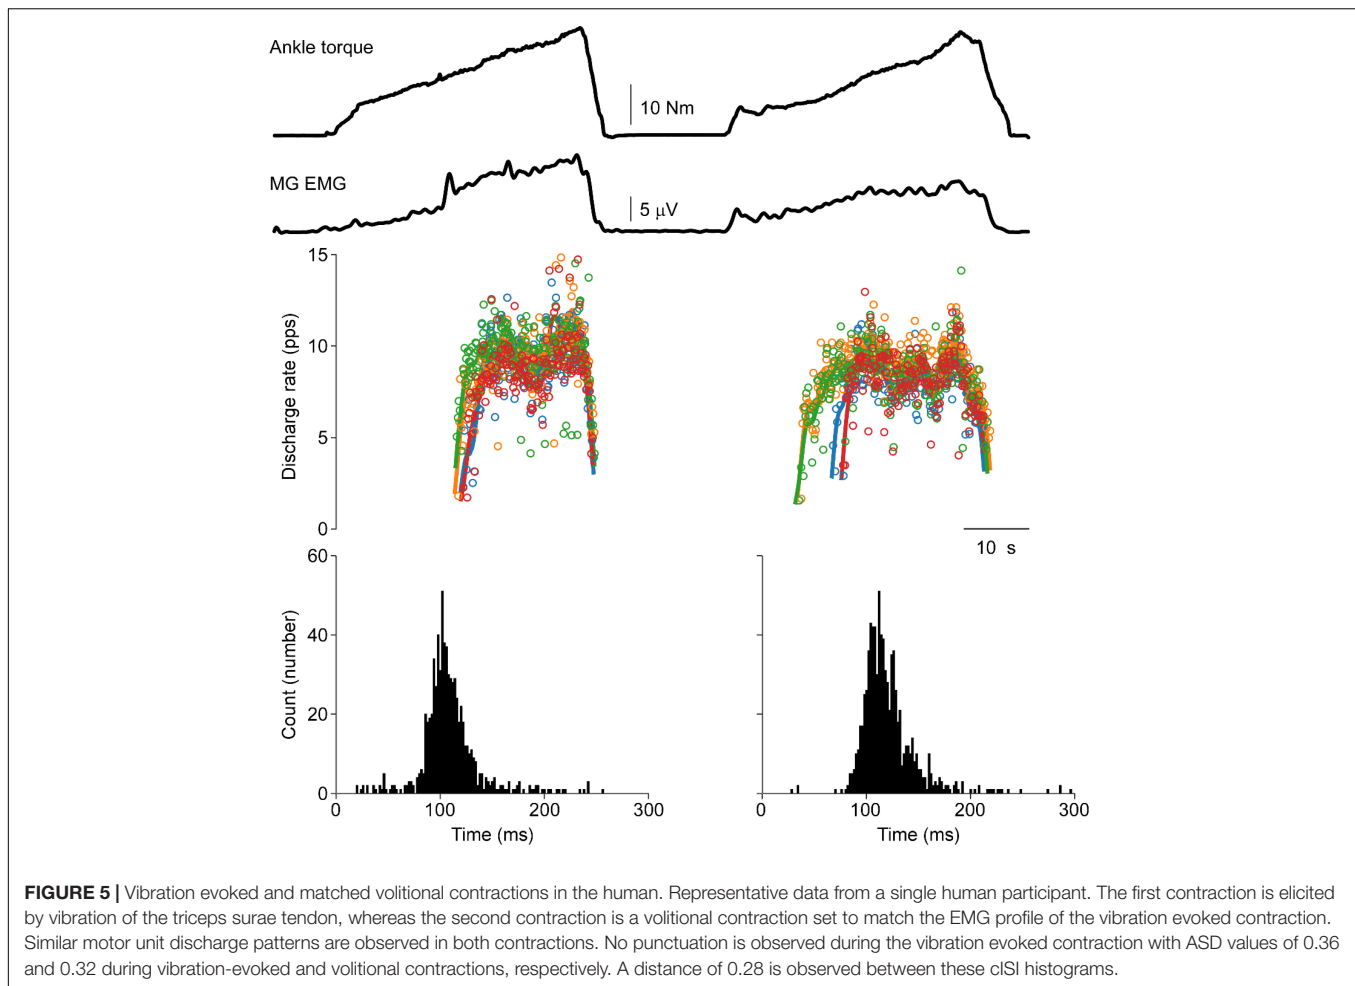 Ankle torque
10 Nm
MG EMG
5 μV
15
10
5
0
Discharge rate (pps)
10 s
60
40
20
0
Count (number)
0 100 200 300
Time (ms)
0 100 200 300
Time (ms)
FIGURE 5 | Vibration evoked and matched volitional contractions in the human. Representative data from a single human participant. The first contraction is elicited
by vibration of the triceps surae tendon, whereas the second contraction is a volitional contraction set to match the EMG profile of the vibration evoked contraction.
Similar motor unit discharge patterns are observed in both contractions. No punctuation is observed during the vibration evoked contraction with ASD values of 0.36
and 0.32 during vibration-evoked and volitional contractions, respectively. A distance of 0.28 is observed between these cISI histograms.